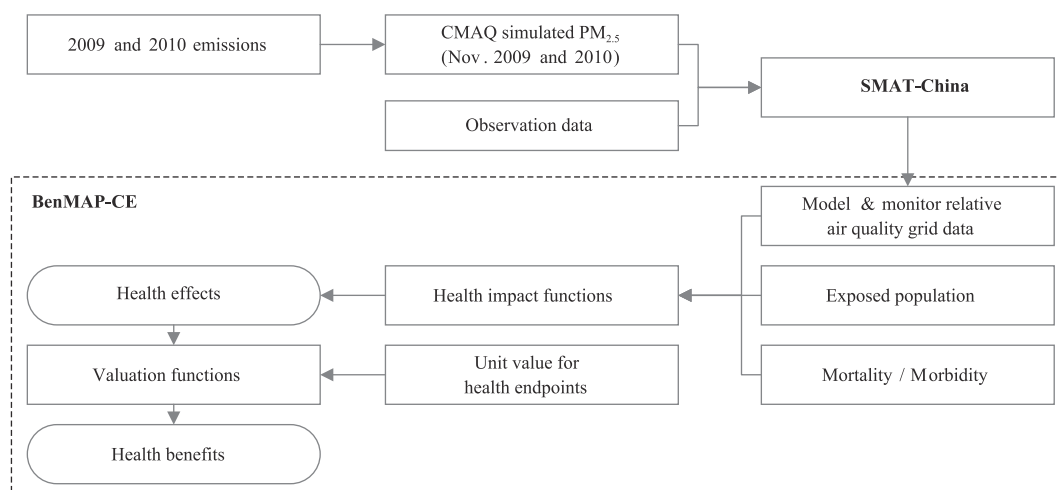 2009 and 2010 emissions
CMAQ simulated PM2.5
(Nov. 2009 and 2010)
Observation data
SMAT-China
BenMAP-CE
Model & monitor relative
air quality grid data
Health effects
Health impact functions
Exposed population
Valuation functions
Unit value for
health endpoints
Mortality / Morbidity
Health benefits